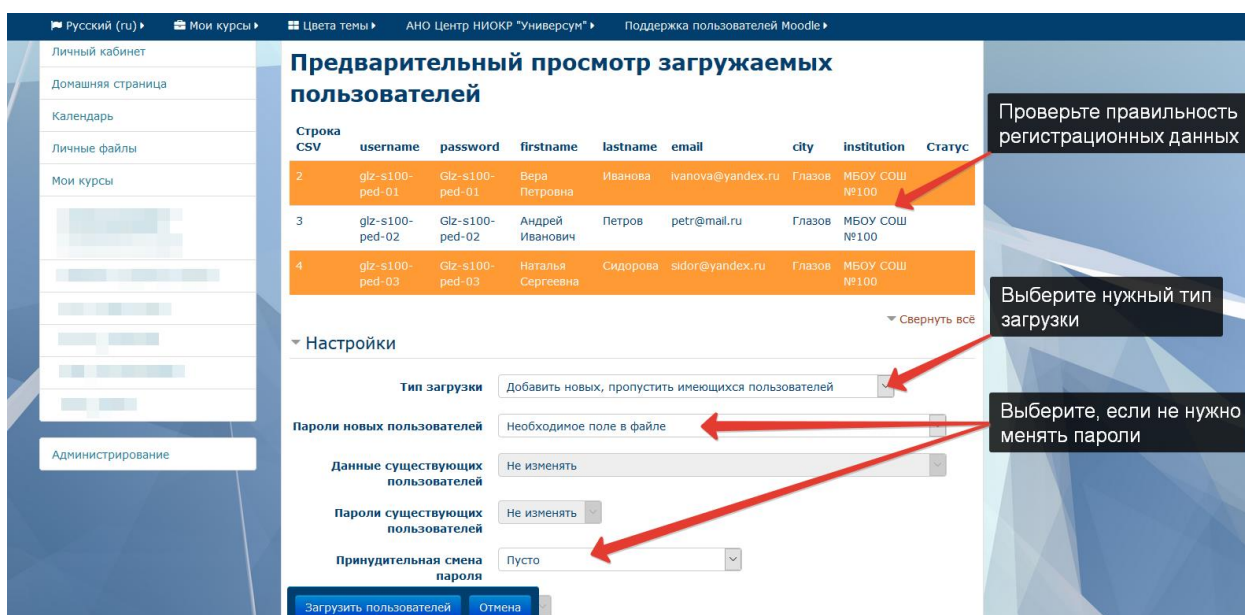 Русский (ru) Мои курсы Цвета темы АНО Центр НИОКР "Универсум" Поддержка пользователей Moodle
Личный кабинет
Домашняя страница
Календарь
Личные файлы
Мои курсы
Администрирование
Предварительный просмотр загружаемых
пользователей
Строка
CSV username password firstname lastname email city institution Статус
2 glz-s100- Glz-s100- Вера Иванова ivanova@yandex.ru Глазов МБОУ СОШ
ped-01 ped-01 Петровна №100
3 glz-s100- Glz-s100- Андрей Петров petr@mail.ru Глазов МБОУ СОШ
ped-02 ped-02 Иванович №100
4 glz-s100- Glz-s100- Наталья Сидорова sidor@yandex.ru Глазов МБОУ СОШ
ped-03 ped-03 Сергеевна №100
Свернуть всё
Настройки
Тип загрузки Добавить новых, пропустить имеющихся пользователей
Пароли новых пользователей Необходимое поле в файле
Данные существующих Не изменять
пользователей
Пароли существующих Не изменять
пользователей
Принудительная смена Пусто
пароля
Загрузить пользователей Отмена
Проверьте правильность
регистрационных данных
Выберите нужный тип
загрузки
Выберите, если не нужно
менять пароли